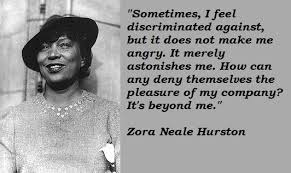 "Sometimes, I feel
discriminated against,
but it does not make me
angry. It merely
astonishes me. How can
any deny themselves the
pleasure of my company?
It's beyond me."
Zora Neale Hurston